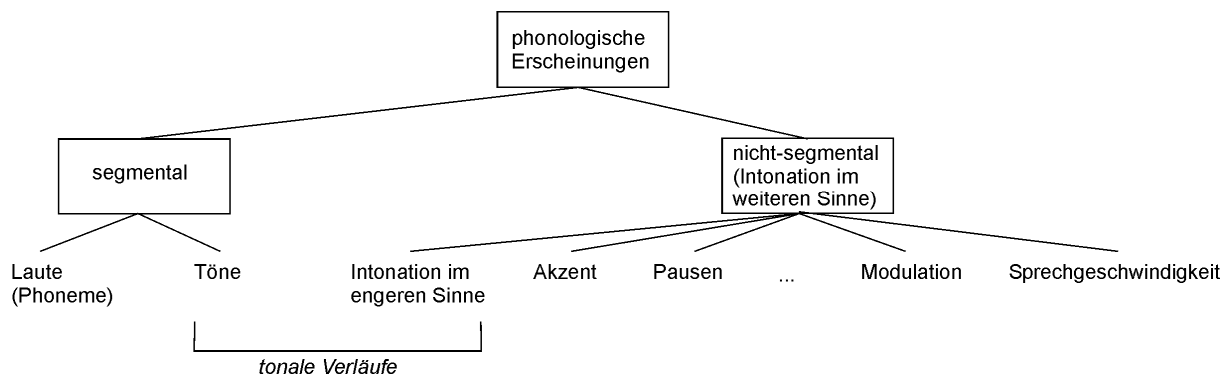 phonologische
Erscheinungen
segmental
nicht-segmental
(Intonation im
weiteren Sinne)
Laute
(Phoneme)
Töne
Intonation im
engeren Sinne
Akzent
Pausen
...
Modulation
Sprechgeschwindigkeit
tonale Verläufe